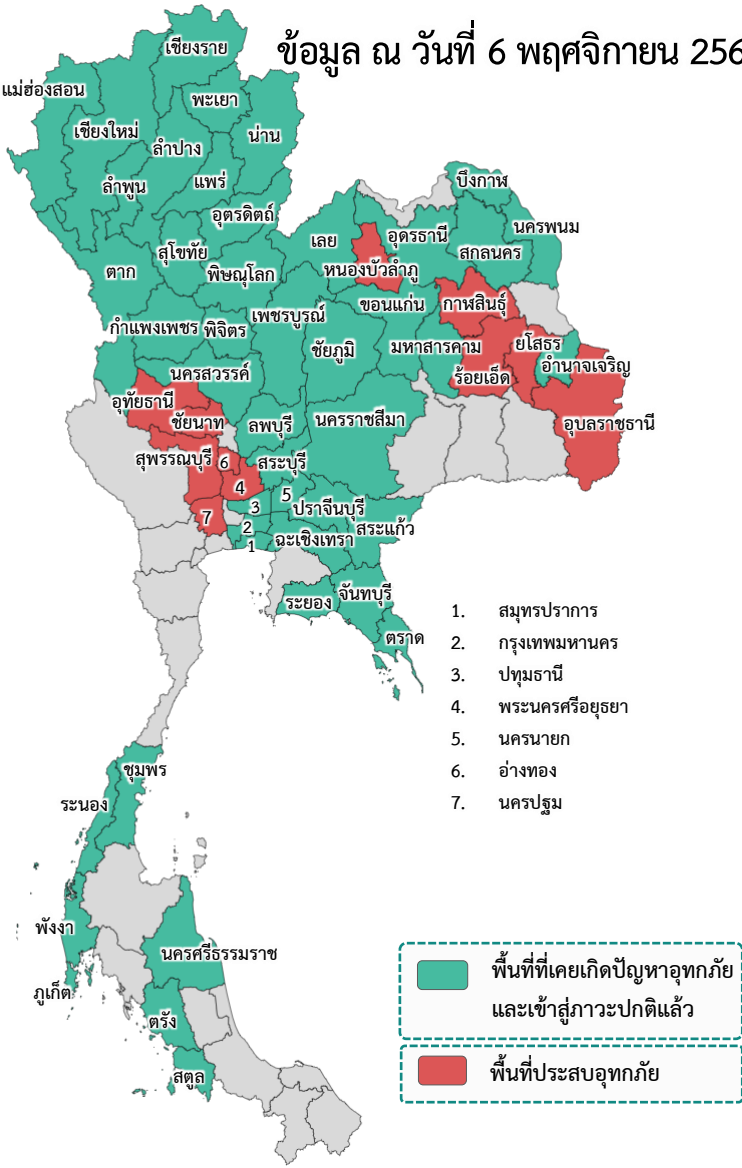 ข้อมูล ณ วันที่ 6 พฤศจิกายน 256
เชียงราย
แม่ฮ่องสอน
พะเยา
เชียงใหม่
น่าน
ลำปาง
ลำพูน
แพร่
อุตรดิตถ์
บึงกาฬ
นครพนม
เลย
อุดรธานี
สกลนคร
สุโขทัย
ตาก
พิษณุโลก
หนองบัวลำภู
ขอนแก่น
กาฬสินธุ์
เพชรบูรณ์
กำแพงเพชร
พิจิตร
ชัยภูมิ
มหาสารคาม
ยโสธร
อำนาจเจริญ
นครสวรรค์
ร้อยเอ็ด
อุทัยธานี
ชัยนาท
ลพบุรี
นครราชสีมา
อุบลราชธานี
สุพรรณบุรี
6
สระบุรี
4
5
3
ปราจีนบุรี
7
2
สระแก้ว
1
ฉะเชิงเทรา
ระยอง
จันทบุรี
ตราด
1. สมุทรปราการ
2. กรุงเทพมหานคร
3. ปทุมธานี
4. พระนครศรีอยุธยา
5. นครนายก
6. อ่างทอง
7. นครปฐม
ชุมพร
ระนอง
พังงา
นครศรีธรรมราช
ภูเก็ต
ตรัง
สตูล
พื้นที่ที่เคยเกิดปัญหาอุทกภัย
และเข้าสู่ภาวะปกติแล้ว
พื้นที่ประสบอุทกภัย